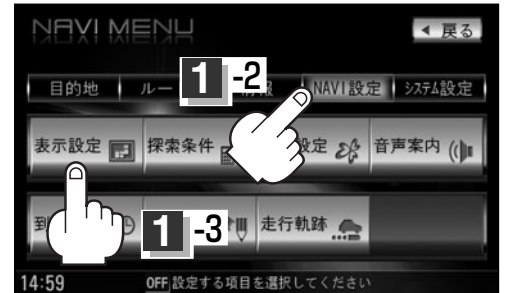 NAVI MENU ◀ 戻る
目的地 ルー 1-2 報 NAVI設定 システム設定
表示設定 探索条件 設定 音声案内
到 1-3 走行軌跡
14:59 OFF 設定する項目を選択してください